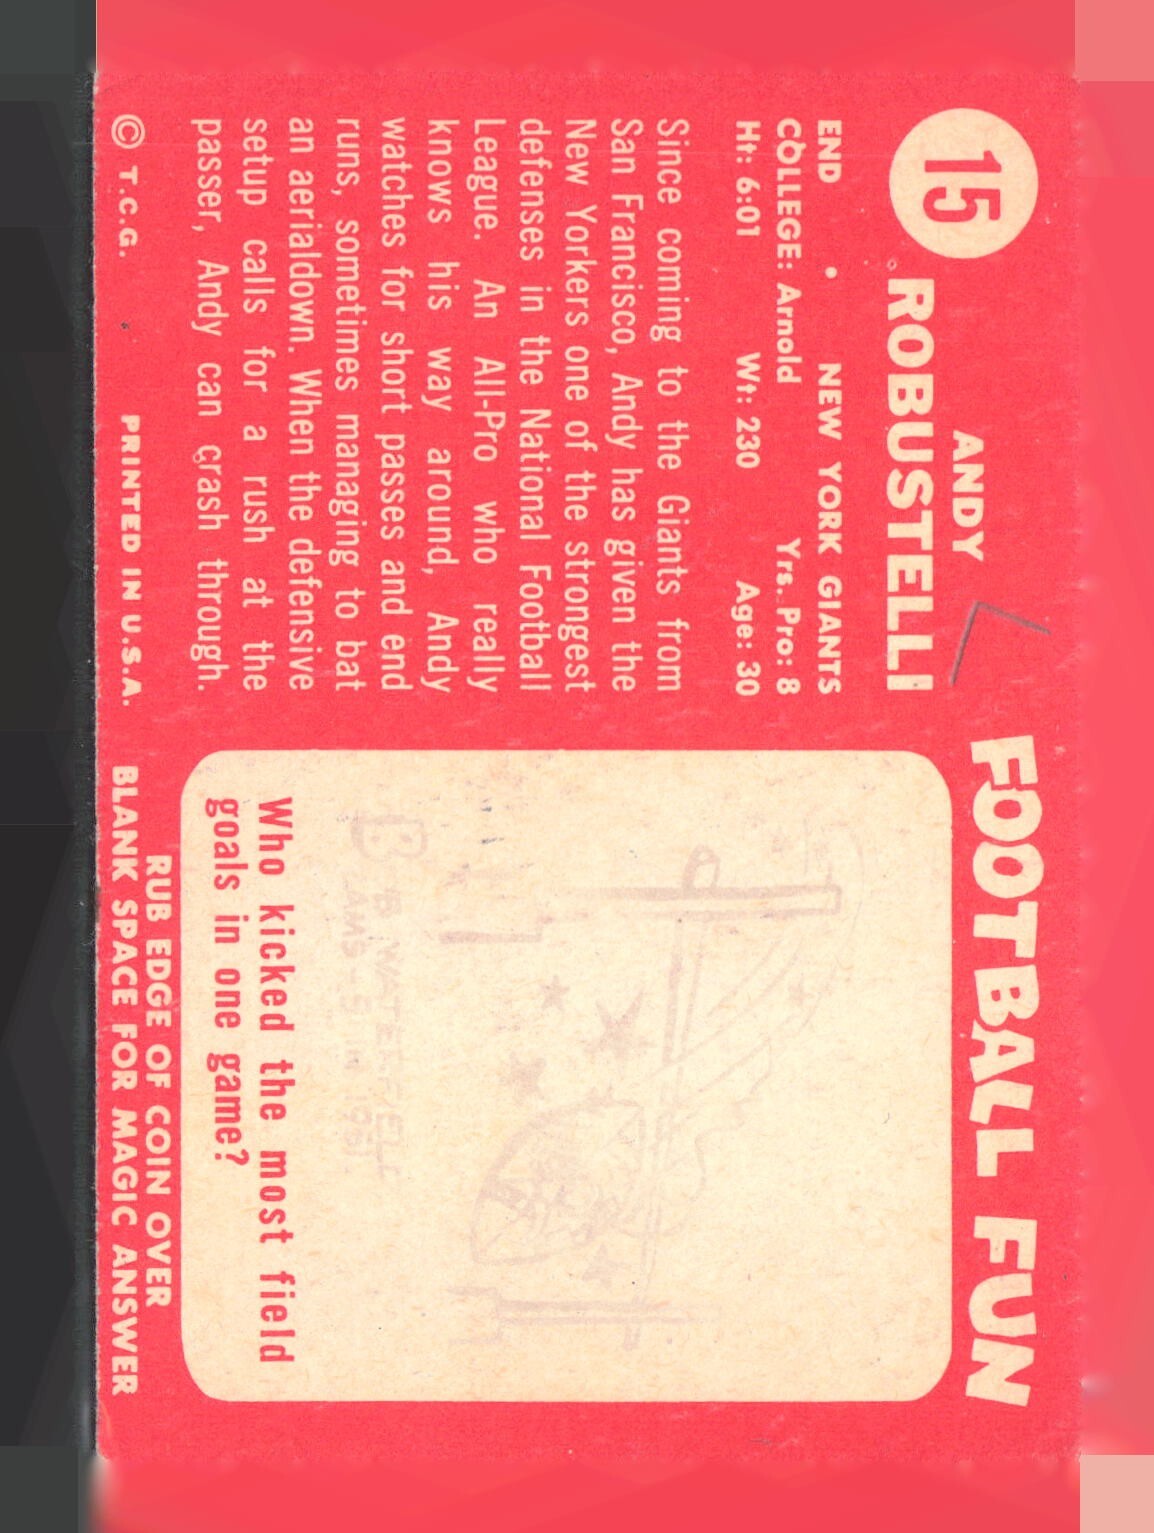 15
ANDY
ROBUSTELLI
END • NEW YORK GIANTS
COLLEGE: Arnold Yrs. Pro: 8
Ht: 6:01 Wt: 230 Age: 30
Since coming to the Giants from
San Francisco, Andy has given the
New Yorkers one of the strongest
defenses in the National Football
League. An All-Pro who really
knows his way around, Andy
watches for short passes and end
runs, sometimes managing to bat
an aerialdown. When the defensive
setup calls for a rush at the
passer, Andy can crash through.
© T.C.G. PRINTED IN U.S.A.
FOOTBALL FUN
B WATERFIELD
AMS-5 IN 1951
Who kicked the most field
goals in one game?
RUB EDGE OF COIN OVER
BLANK SPACE FOR MAGIC ANSWER